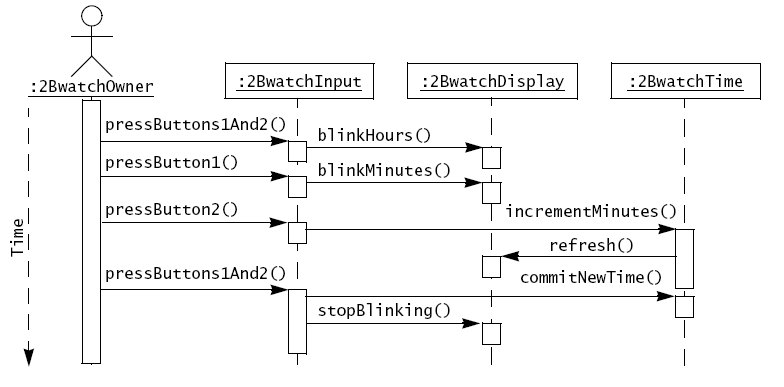 :2BwatchOwner
:2BwatchInput
:2BwatchDisplay
:2BwatchTime
pressButtons1And2()
blinkHours()
pressButton1()
blinkMinutes()
pressButton2()
incrementMinutes()
Time
refresh()
pressButtons1And2()
commitNewTime()
stopBlinking()